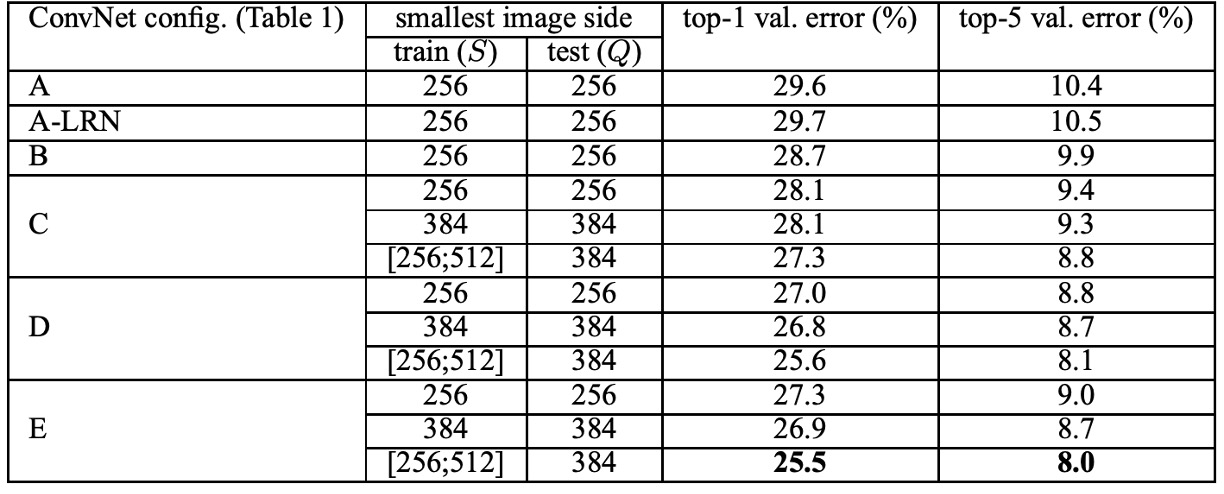 ConvNet config. (Table 1) smallest image side top-1 val. error (%) top-5 val. error (%)
train (S) test (Q)
A 256 256 29.6 10.4
A-LRN 256 256 29.7 10.5
B 256 256 28.7 9.9
C 256 256 28.1 9.4
384 384 28.1 9.3
[256;512] 384 27.3 8.8
D 256 256 27.0 8.8
384 384 26.8 8.7
[256;512] 384 25.6 8.1
E 256 256 27.3 9.0
384 384 26.9 8.7
[256;512] 384 25.5 8.0